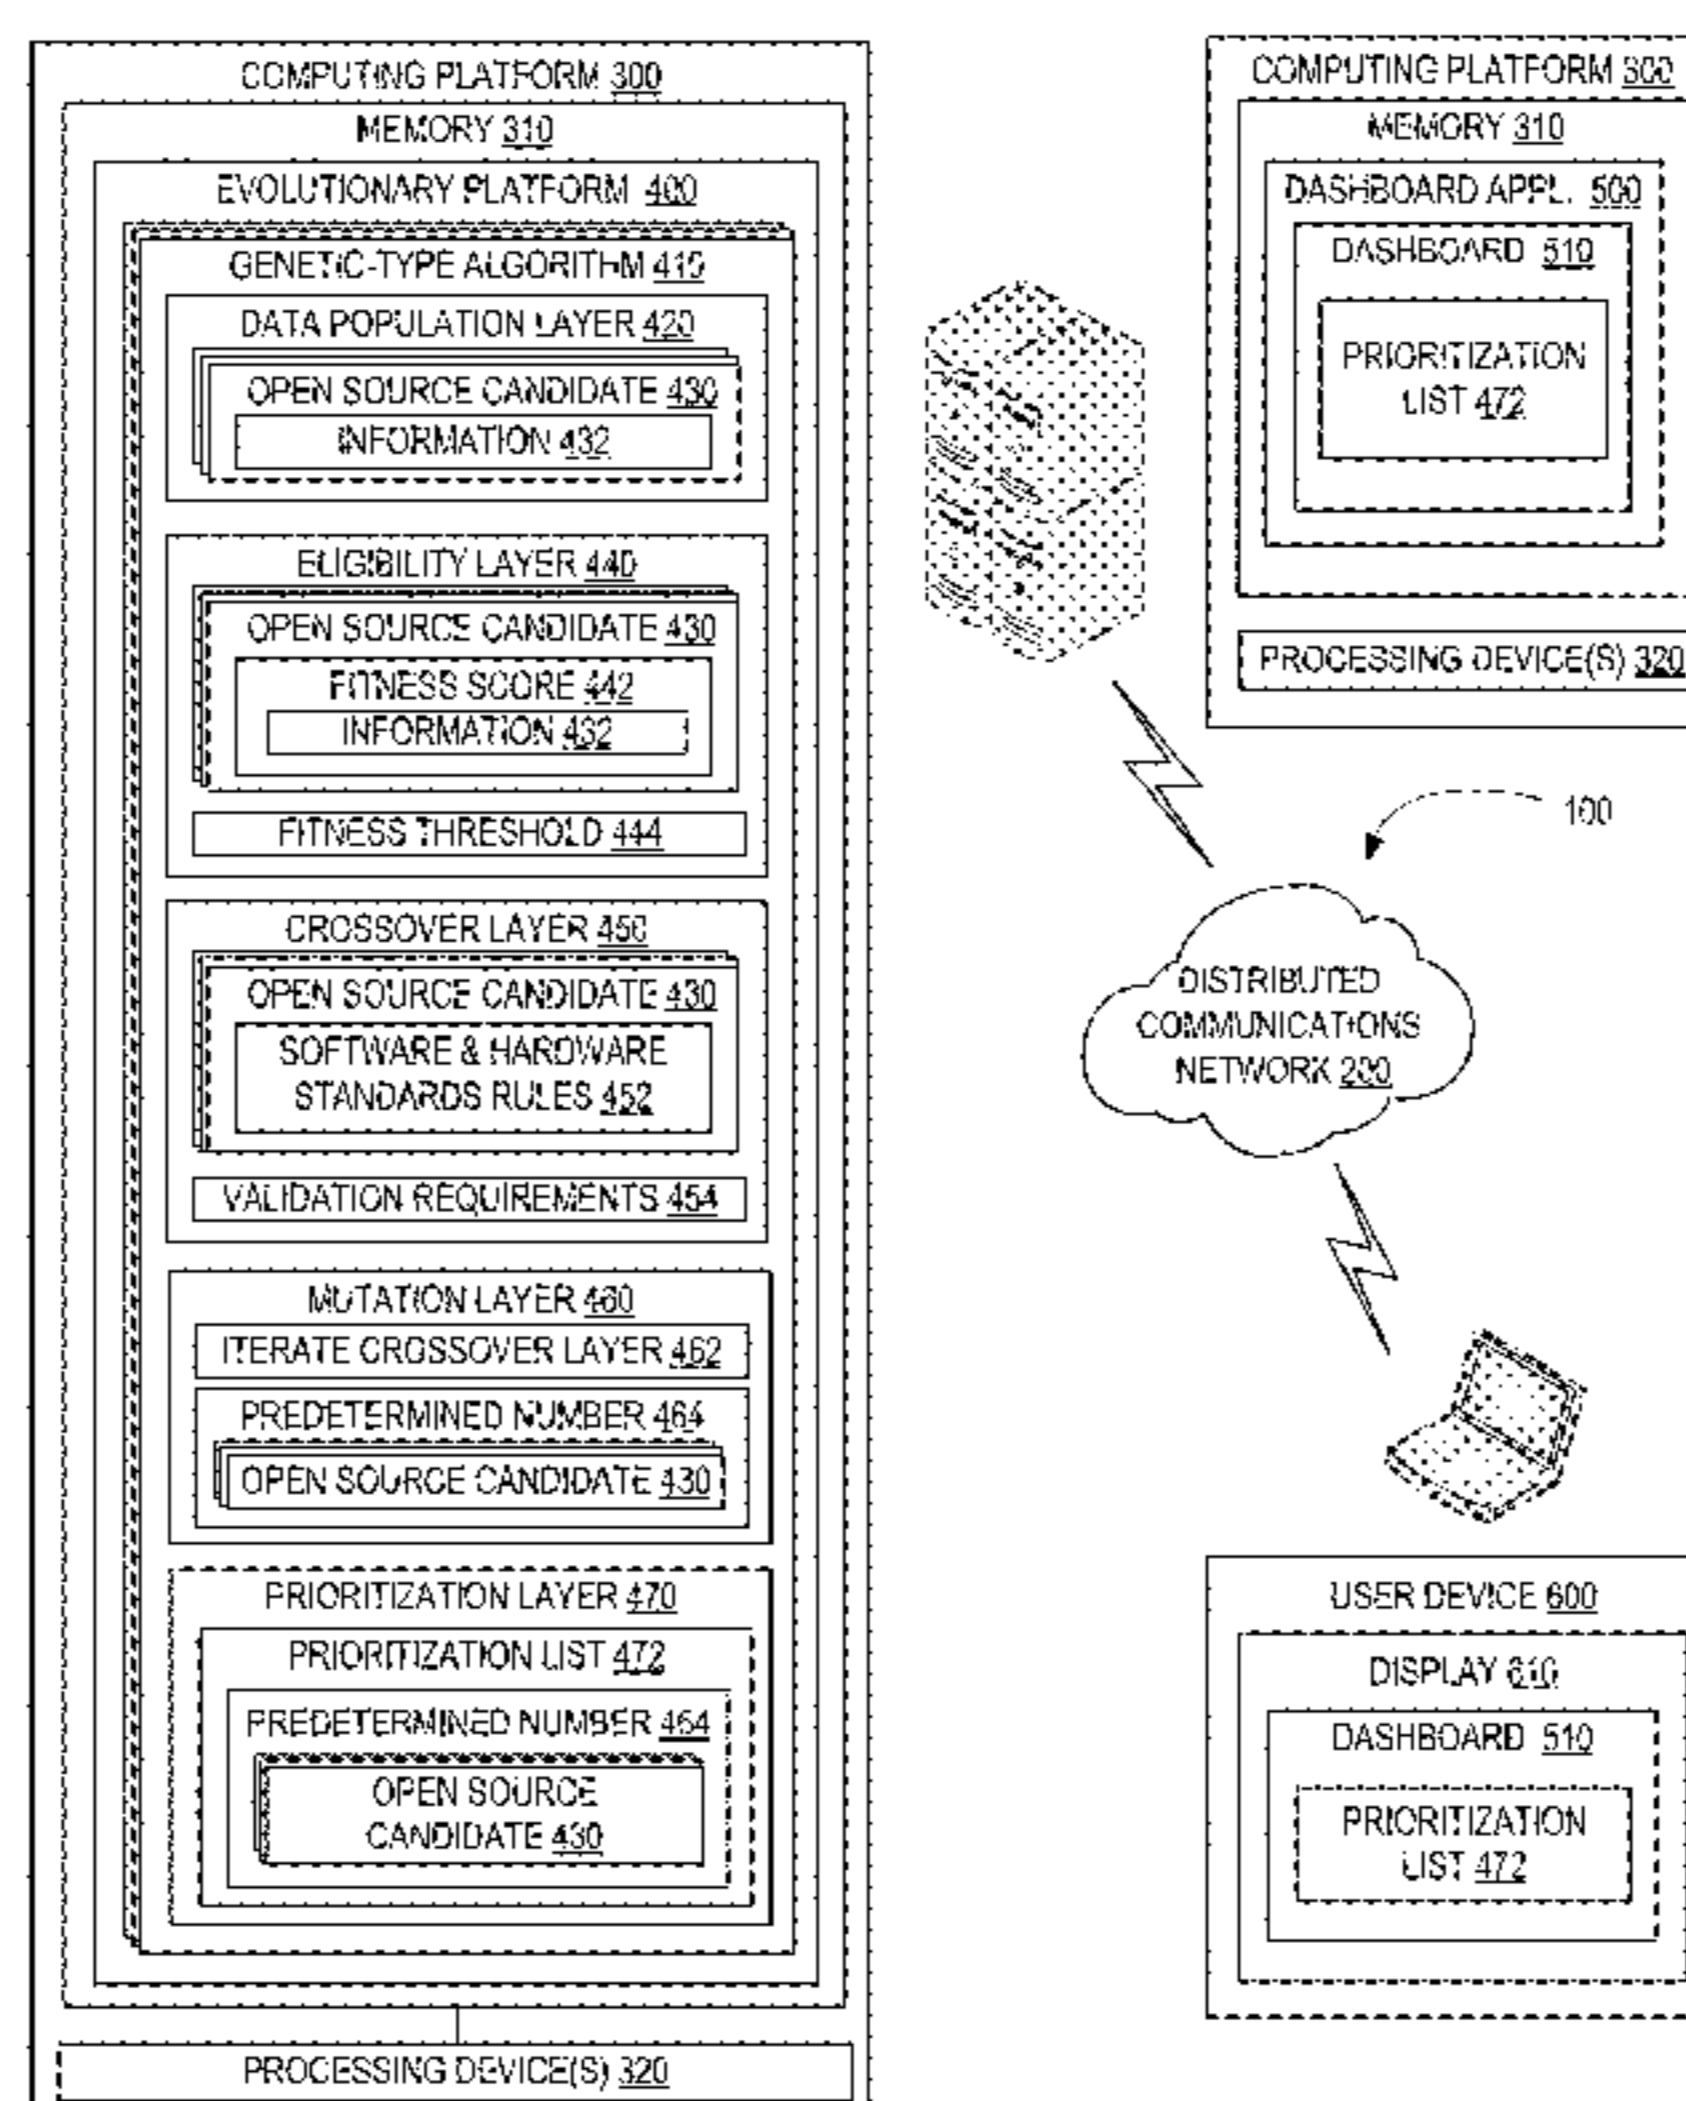 COMPUTING PLATFORM 300
MEMORY 310
EVOLUTIONARY PLATFORM 400
GENETIC-TYPE ALGORITHM 410
DATA POPULATION LAYER 420
OPEN SOURCE CANDIDATE 430
INFORMATION 432
ELIGIBILITY LAYER 440
OPEN SOURCE CANDIDATE 430
FITNESS SCORE 442
INFORMATION 432
FITNESS THRESHOLD 444
CROSSOVER LAYER 450
OPEN SOURCE CANDIDATE 430
SOFTWARE & HARDWARE
STANDARDS RULES 452
VALIDATION REQUIREMENTS 454
MUTATION LAYER 460
ITERATE CROSSOVER LAYER 462
PREDETERMINED NUMBER 464
OPEN SOURCE CANDIDATE 430
PRIORITIZATION LAYER 470
PRIORITIZATION LIST 472
PREDETERMINED NUMBER 464
OPEN SOURCE
CANDIDATE 430
PROCESSING DEVICE(S) 320
COMPUTING PLATFORM 300
MEMORY 310
DASHBOARD APPL. 500
DASHBOARD 510
PRIORITIZATION
LIST 472
PROCESSING DEVICE(S) 320
100
DISTRIBUTED
COMMUNICATIONS
NETWORK 200
USER DEVICE 600
DISPLAY 610
DASHBOARD 510
PRIORITIZATION
LIST 472